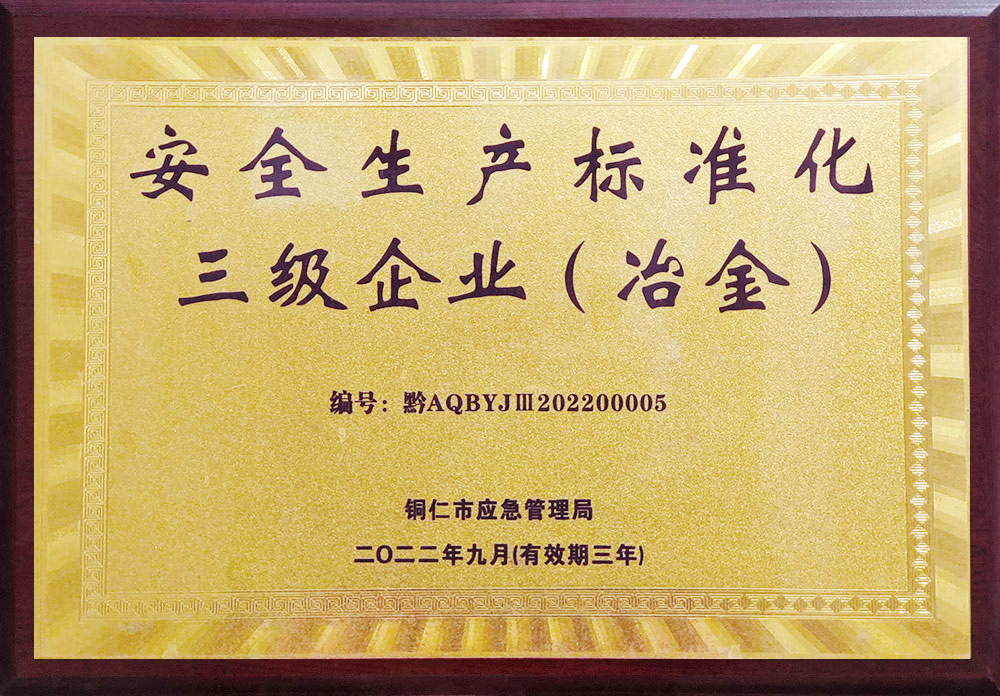 安全生产标准化
三级企业（冶金）
编号：黔AQBYJⅢ202200005
铜仁市应急管理局
二〇二二年九月(有效期三年)